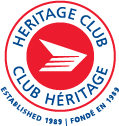 HERITAGE CLUB
CLUB HÉRITAGE
ESTABLISHED 1989 | FONDÉ EN 1989